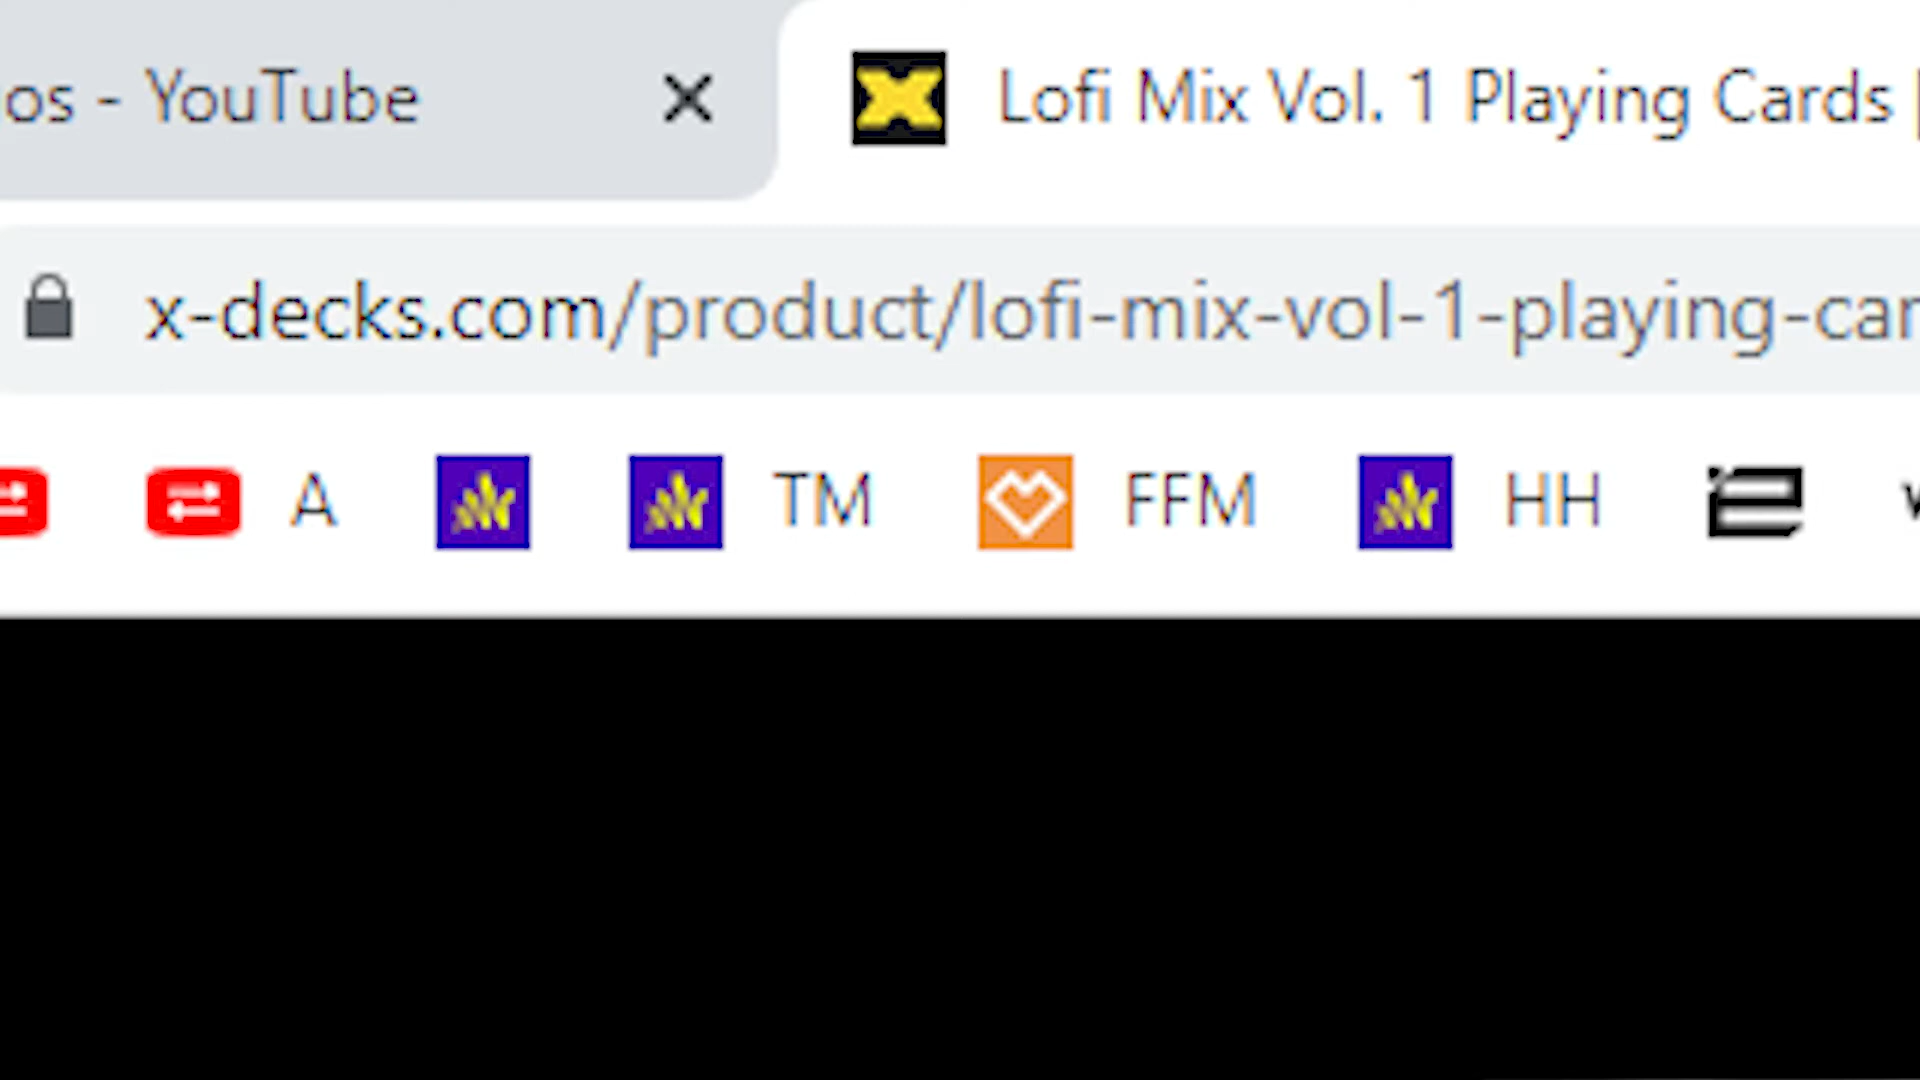 os - YouTube
Lofi Mix Vol. 1 Playing Cards
x-decks.com/product/lofi-mix-vol-1-playing-car
A
TM
FFM
HH